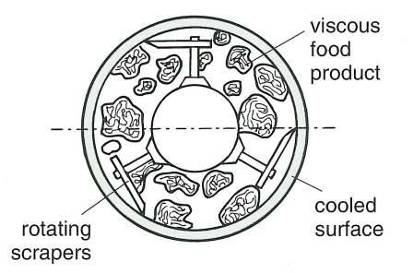 viscous
food
product
rotating
scrapers
cooled
surface